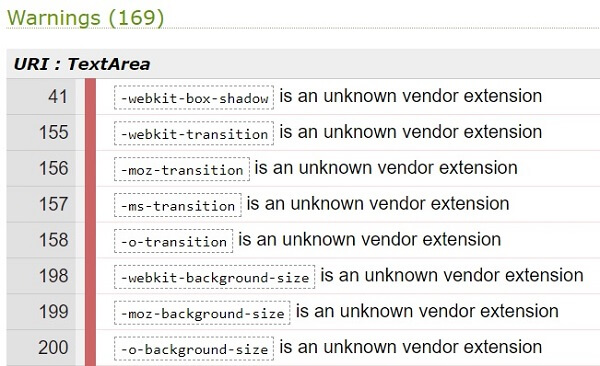 Warnings (169)
URI : TextArea
41 -webkit-box-shadow is an unknown vendor extension
155 -webkit-transition is an unknown vendor extension
156 -moz-transition is an unknown vendor extension
157 -ms-transition is an unknown vendor extension
158 -o-transition is an unknown vendor extension
198 -webkit-background-size is an unknown vendor extension
199 -moz-background-size is an unknown vendor extension
200 -o-background-size is an unknown vendor extension